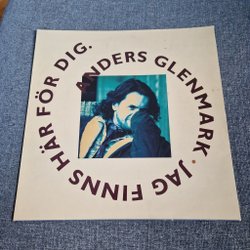 ANDERS GLENMARK · JAG FINNS HÄR FÖR DIG.